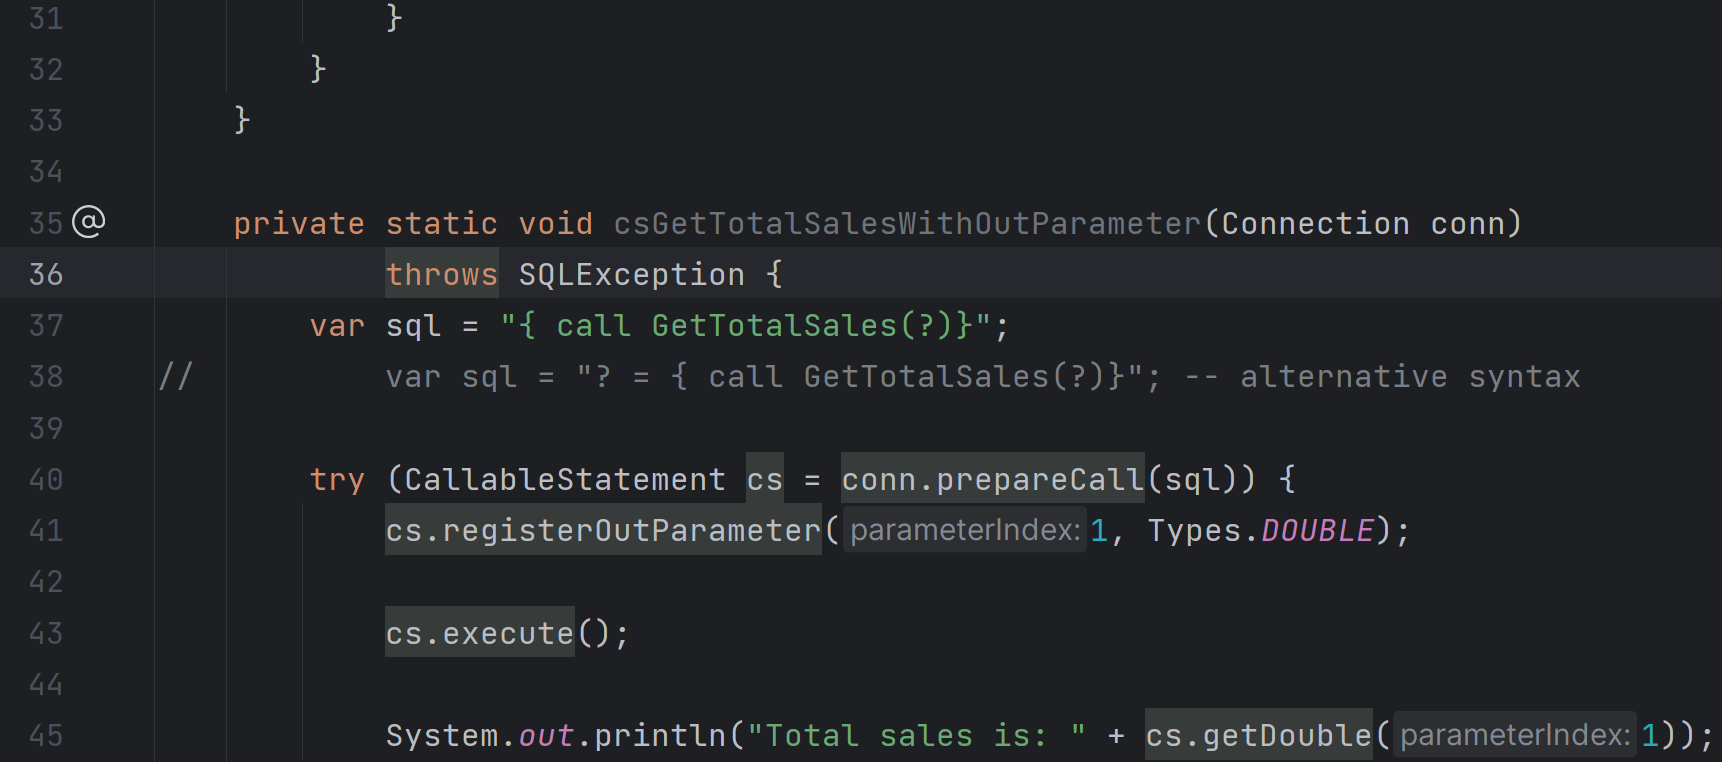 31 }
32 }
33 }
34
35 @ private static void csGetTotalSalesWithOutParameter(Connection conn)
36 throws SQLException {
37 var sql = "{ call GetTotalSales(?)}";
38 // var sql = "? = { call GetTotalSales(?)}"; -- alternative syntax
39
40 try (CallableStatement cs = conn.prepareCall(sql)) {
41 cs.registerOutParameter( parameterIndex: 1, Types.DOUBLE);
42
43 cs.execute();
44
45 System.out.println("Total sales is: " + cs.getDouble( parameterIndex: 1));